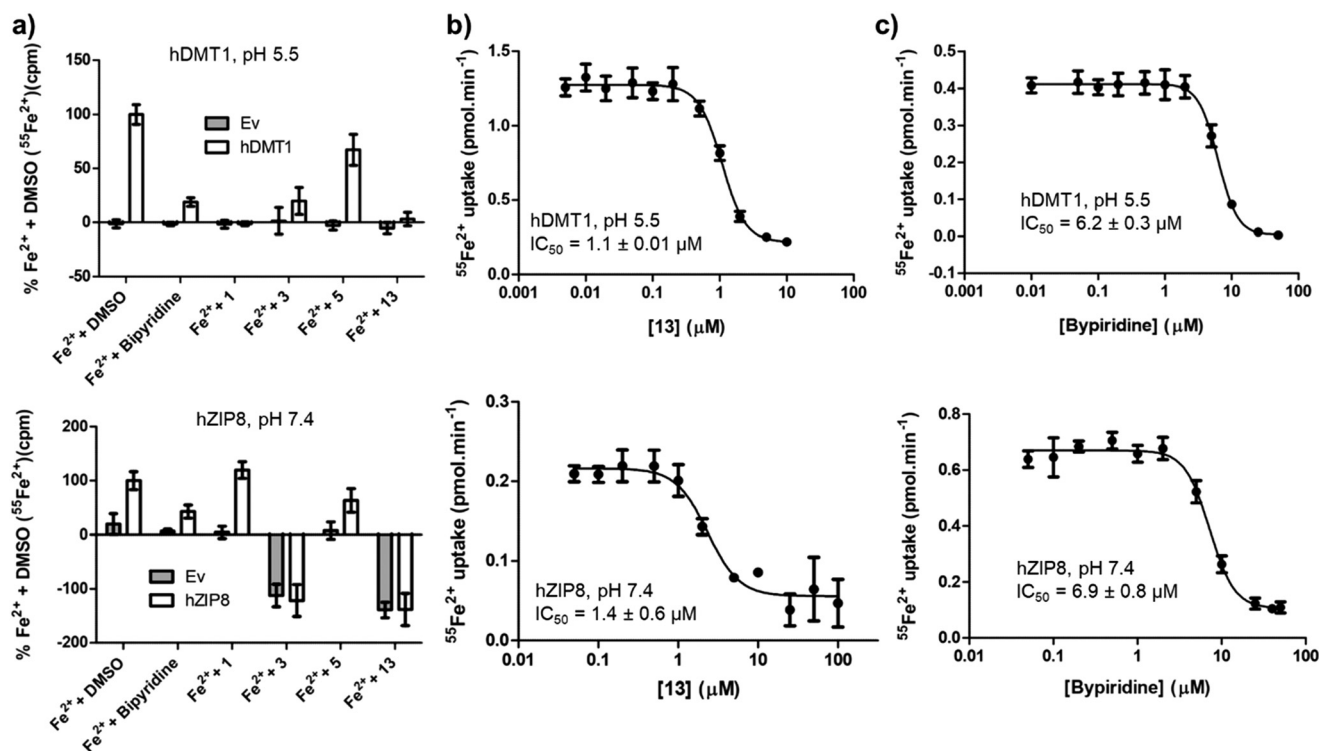 a)
hDMT1, pH 5.5
% Fe²⁺ + DMSO (⁵⁵Fe²⁺)(cpm)
150
100
50
0
-50
Ev
hDMT1
Fe²⁺ + DMSO
Fe²⁺ + Bipyridine
Fe²⁺ + 1
Fe²⁺ + 3
Fe²⁺ + 5
Fe²⁺ + 13
b)
⁵⁵Fe²⁺ uptake (pmol.min⁻¹)
1.5
1.0
0.5
0.0
hDMT1, pH 5.5
IC₅₀ = 1.1 ± 0.01 µM
0.001
0.01
0.1
1
10
100
[13] (µM)
c)
⁵⁵Fe²⁺ uptake (pmol.min⁻¹)
0.5
0.4
0.3
0.2
0.1
0.0
-0.1
hDMT1, pH 5.5
IC₅₀ = 6.2 ± 0.3 µM
0.001
0.01
0.1
1
10
100
[Bypiridine] (µM)
hZIP8, pH 7.4
% Fe²⁺ + DMSO (⁵⁵Fe²⁺)(cpm)
200
100
0
-100
-200
Ev
hZIP8
Fe²⁺ + DMSO
Fe²⁺ + Bipyridine
Fe²⁺ + 1
Fe²⁺ + 3
Fe²⁺ + 5
Fe²⁺ + 13
⁵⁵Fe²⁺ uptake (pmol.min⁻¹)
0.3
0.2
0.1
0.0
hZIP8, pH 7.4
IC₅₀ = 1.4 ± 0.6 µM
0.1
1
10
100
[13] (µM)
⁵⁵Fe²⁺ uptake (pmol.min⁻¹)
0.8
0.6
0.4
0.2
0.0
hZIP8, pH 7.4
IC₅₀ = 6.9 ± 0.8 µM
0.01
0.1
1
10
100
[Bypiridine] (µM)